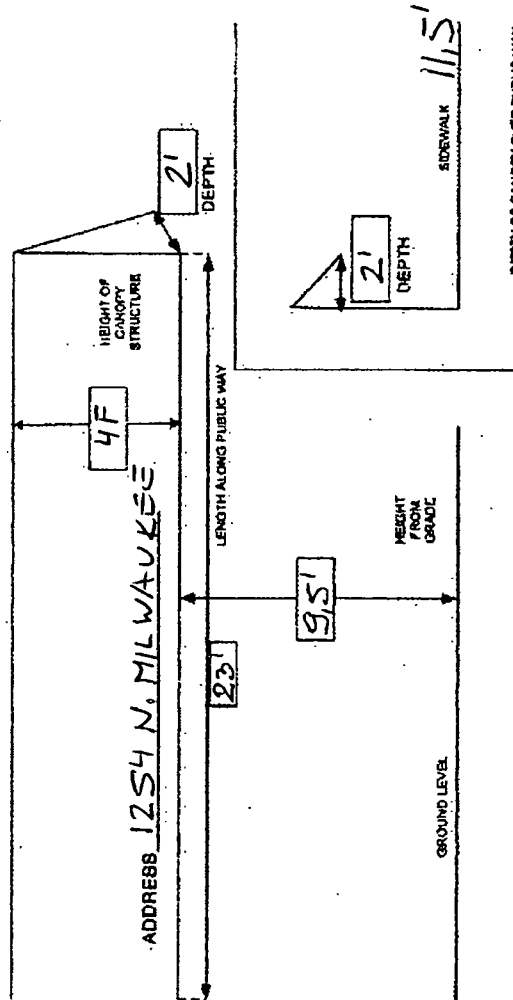 2'
DEPTH
HEIGHT OF
CANOPY
STRUCTURE
4F
ADDRESS 1254 N. MILWAUKEE
LENGTH ALONG PUBLIC WAY
23'
9,5'
HEIGHT
FROM
GRADE
GROUND LEVEL
2'
DEPTH
SIDEWALK 11,5'